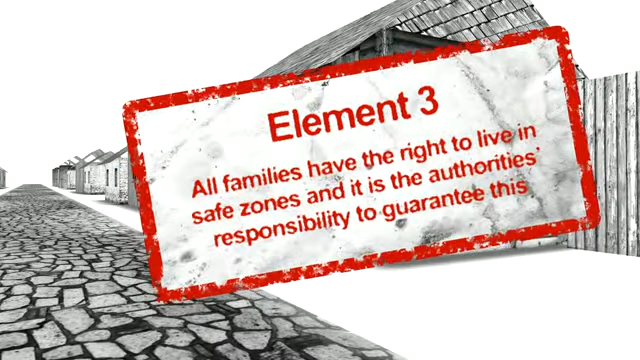 Element 3
All families have the right to live in
safe zones and it is the authorities'
responsibility to guarantee this